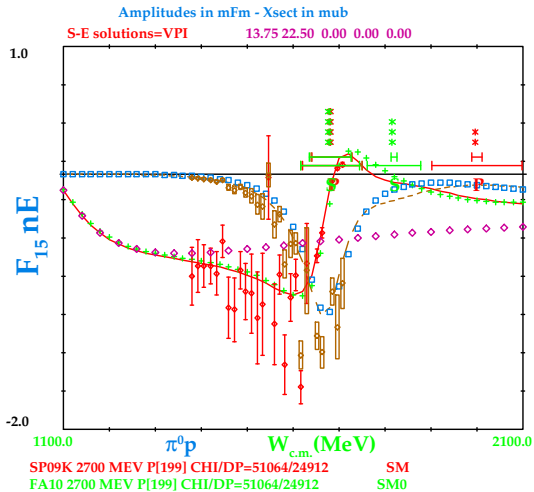 Amplitudes in mFm - Xsect in mub
S-E solutions=VPI 13.75 22.50 0.00 0.00 0.00
1.0
F15 nE
-2.0
1100.0 π⁰p Wc.m. (MeV) 2100.0
SP09K 2700 MEV P[199] CHI/DP=51064/24912 SM
FA10 2700 MEV P[199] CHI/DP=51064/24912 SM0